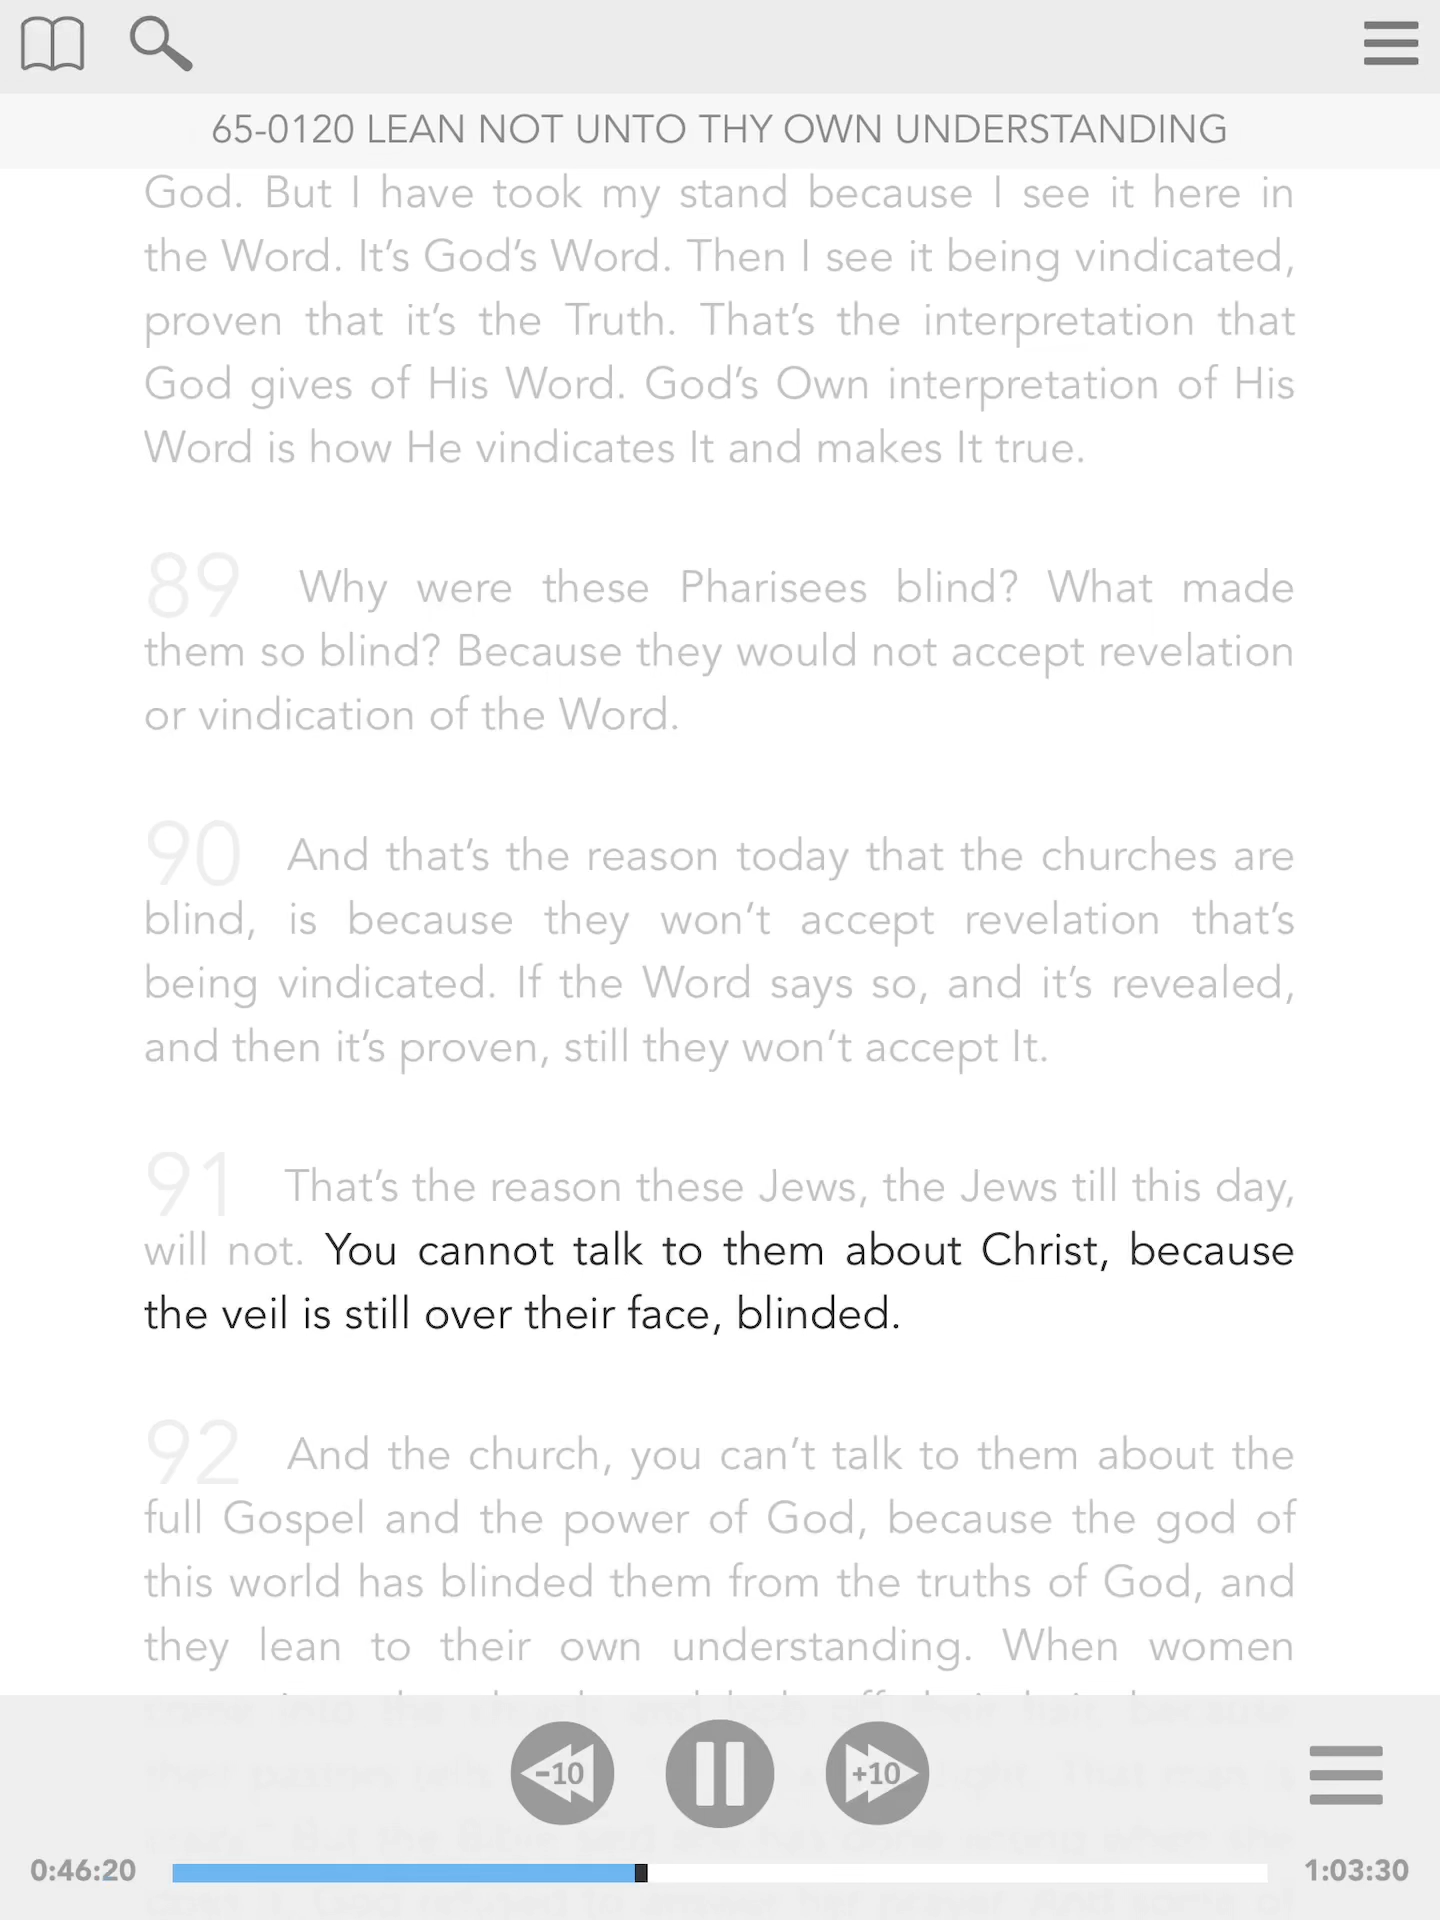 65-0120 LEAN NOT UNTO THY OWN UNDERSTANDING
God. But I have took my stand because I see it here in
the Word. It’s God’s Word. Then I see it being vindicated,
proven that it’s the Truth. That’s the interpretation that
God gives of His Word. God’s Own interpretation of His
Word is how He vindicates It and makes It true.
89 Why were these Pharisees blind? What made
them so blind? Because they would not accept revelation
or vindication of the Word.
90 And that’s the reason today that the churches are
blind, is because they won’t accept revelation that’s
being vindicated. If the Word says so, and it’s revealed,
and then it’s proven, still they won’t accept It.
91 That’s the reason these Jews, the Jews till this day,
will not. You cannot talk to them about Christ, because
the veil is still over their face, blinded.
92 And the church, you can’t talk to them about the
full Gospel and the power of God, because the god of
this world has blinded them from the truths of God, and
they lean to their own understanding. When women
come into the church and bob off their hair, because
-10 +10
0:46:20 1:03:30